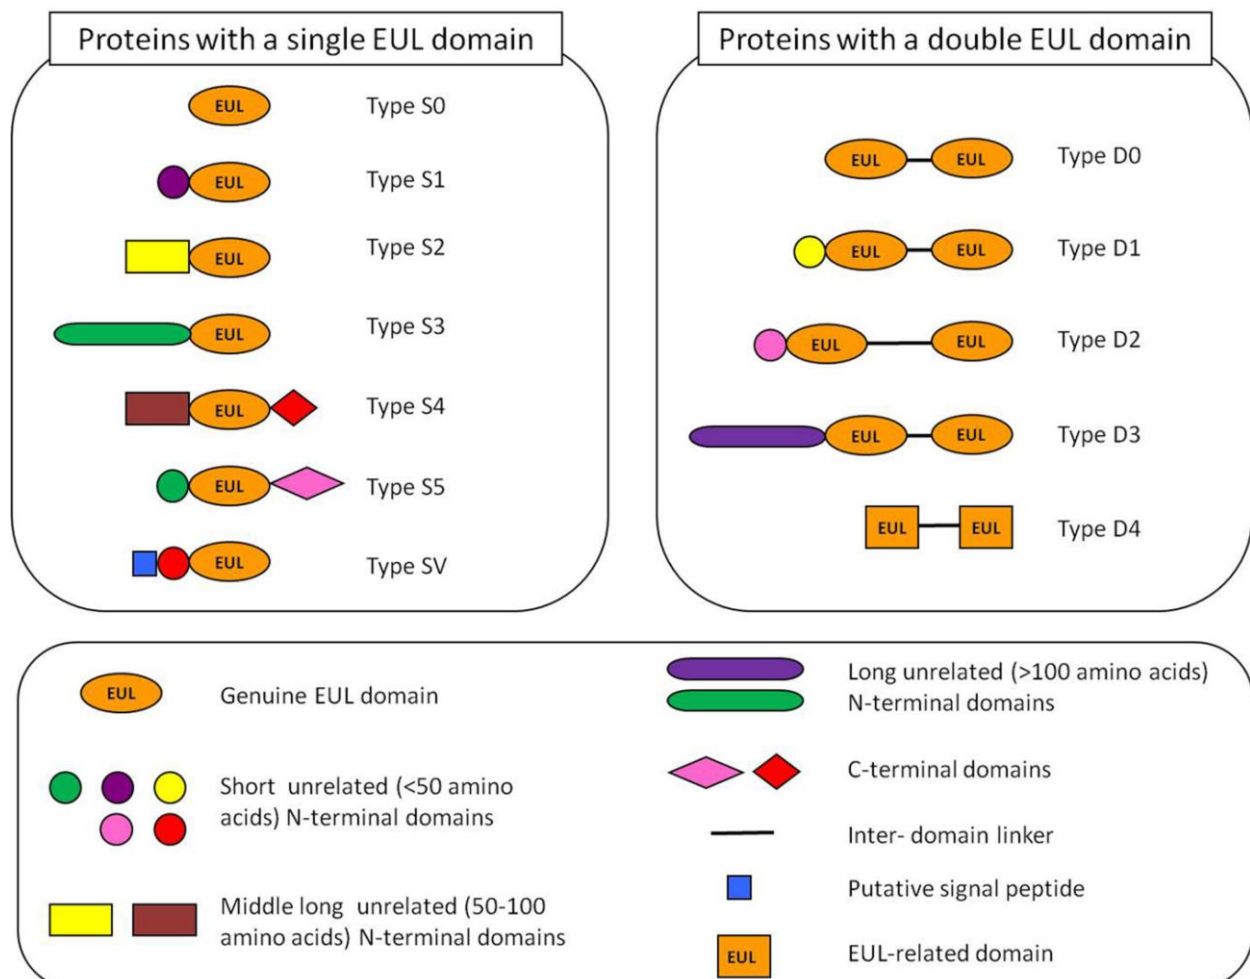 Proteins with a single EUL domain
EUL
Type S0
EUL
Type S1
EUL
Type S2
EUL
Type S3
EUL
Type S4
EUL
Type S5
EUL
Type SV
Proteins with a double EUL domain
EUL EUL
Type D0
EUL EUL
Type D1
EUL EUL
Type D2
EUL EUL
Type D3
EUL EUL
Type D4
EUL
Genuine EUL domain
Short unrelated (<50 amino
acids) N-terminal domains
Middle long unrelated (50-100
amino acids) N-terminal domains
Long unrelated (>100 amino acids)
N-terminal domains
C-terminal domains
Inter- domain linker
Putative signal peptide
EUL
EUL-related domain